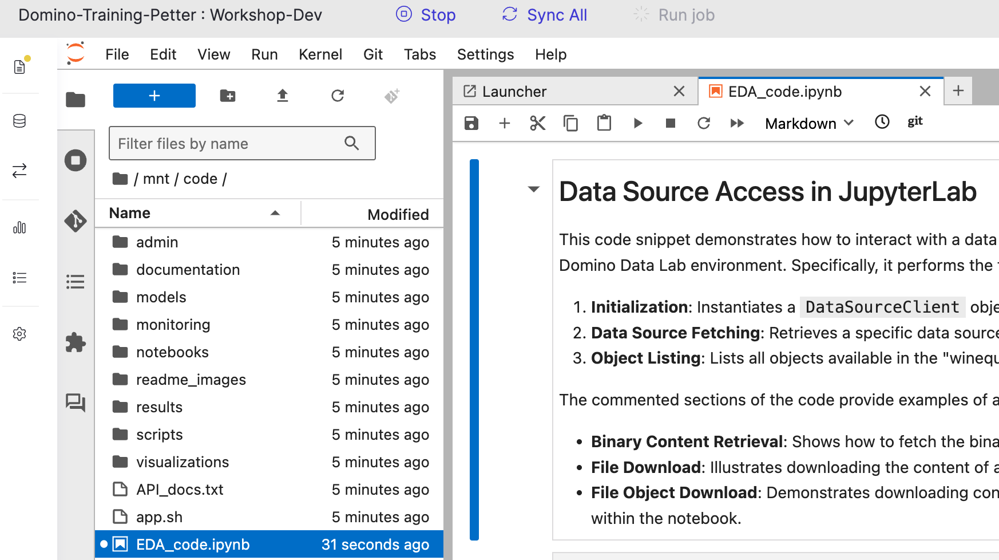 Domino-Training-Petter : Workshop-Dev Stop Sync All Run job
File Edit View Run Kernel Git Tabs Settings Help
Launcher
EDA_code.ipynb
Markdown
git
Filter files by name
/ mnt / code /
Name Modified
admin 5 minutes ago
documentation 5 minutes ago
models 5 minutes ago
monitoring 5 minutes ago
notebooks 5 minutes ago
readme_images 5 minutes ago
results 5 minutes ago
scripts 5 minutes ago
visualizations 5 minutes ago
API_docs.txt 5 minutes ago
app.sh 5 minutes ago
EDA_code.ipynb 31 seconds ago
Data Source Access in JupyterLab
This code snippet demonstrates how to interact with a data
Domino Data Lab environment. Specifically, it performs the
1. Initialization: Instantiates a DataSourceClient obje
2. Data Source Fetching: Retrieves a specific data source
3. Object Listing: Lists all objects available in the "winequ
The commented sections of the code provide examples of a
• Binary Content Retrieval: Shows how to fetch the bina
• File Download: Illustrates downloading the content of a
• File Object Download: Demonstrates downloading con
within the notebook.